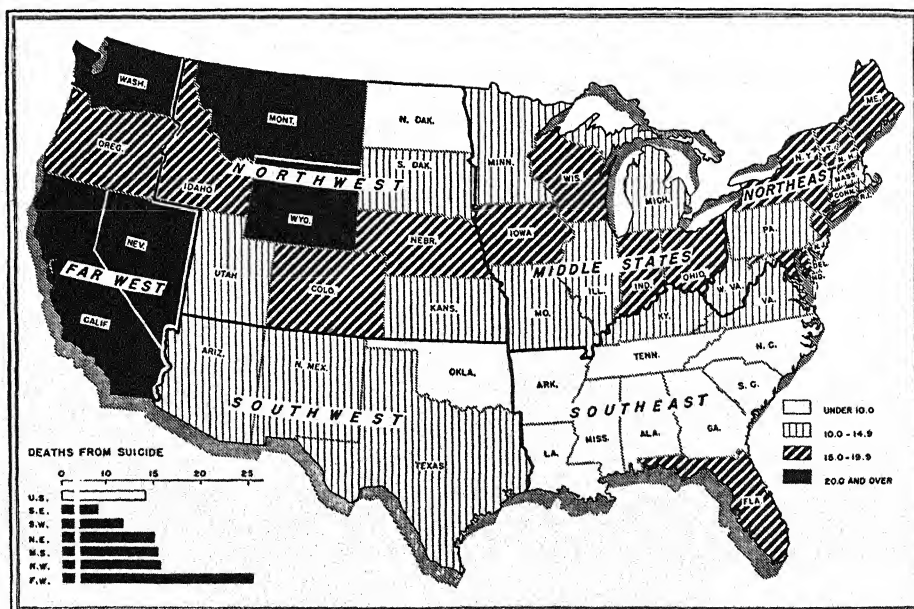 WASH.
MONT.
N. DAK.
MINN.
ME.
OREG.
IDAHO
S. DAK.
WIS.
MICH.
N.Y.
VT.
N.H.
MASS.
CONN.
R.I.
NORTHWEST
NORTHEAST
WYO.
NEBR.
IOWA
PA.
N.J.
NEV.
UTAH
COLO.
FAR WEST
MIDDLE STATES
ILL.
IND.
OHIO
W. VA.
VA.
MD.
CALIF
KANS.
MO.
KY.
ARIZ.
N. MEX.
OKLA.
ARK.
TENN.
N. C.
S. C.
SOUTHWEST
SOUTHEAST
TEXAS
LA.
MISS.
ALA.
GA.
FLA
UNDER 10.0
10.0 - 14.9
15.0 - 19.9
20.0 AND OVER
DEATHS FROM SUICIDE
0 5 10 15 20 25
U.S.
S.E.
S.W.
N.E.
M.S.
N.W.
F.W.